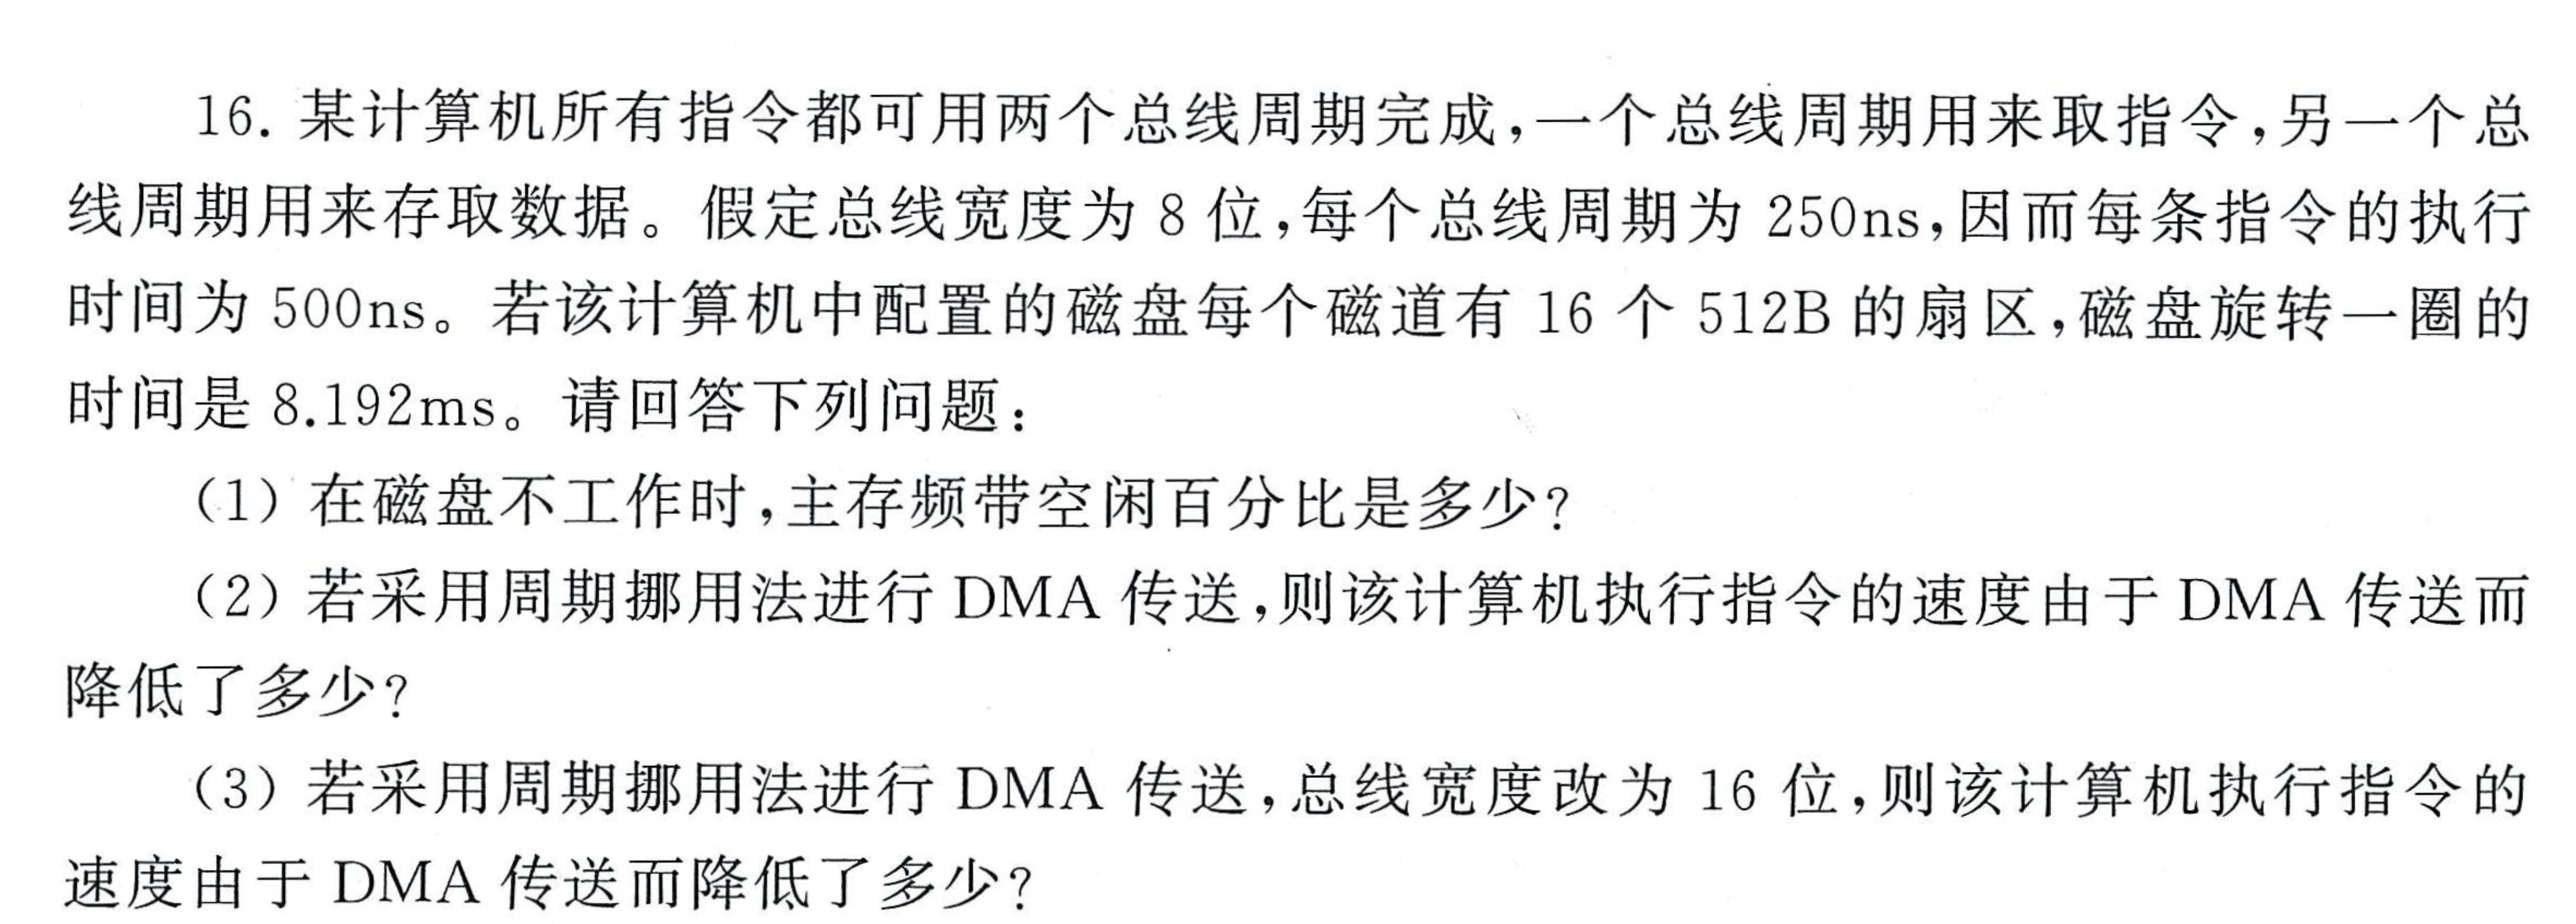 16. 某计算机所有指令都可用两个总线周期完成,一个总线周期用来取指令,另一个总
线周期用来存取数据。假定总线宽度为 8 位,每个总线周期为 250ns,因而每条指令的执行
时间为 500ns。若该计算机中配置的磁盘每个磁道有 16 个 512B 的扇区,磁盘旋转一圈的
时间是 8.192ms。请回答下列问题:
(1) 在磁盘不工作时,主存频带空闲百分比是多少?
(2) 若采用周期挪用法进行 DMA 传送,则该计算机执行指令的速度由于 DMA 传送而
降低了多少?
(3) 若采用周期挪用法进行 DMA 传送,总线宽度改为 16 位,则该计算机执行指令的
速度由于 DMA 传送而降低了多少?